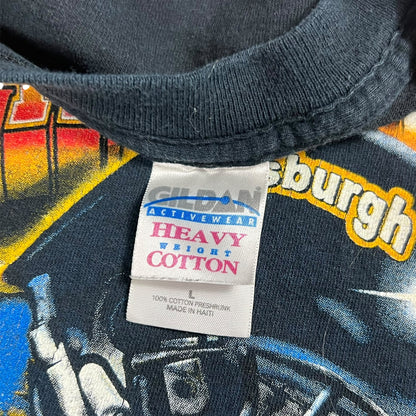 GILDAN
ACTIVEWEAR
HEAVY
WEIGHT
COTTON
sburgh
L
100% COTTON PRESHRUNK
MADE IN HAITI